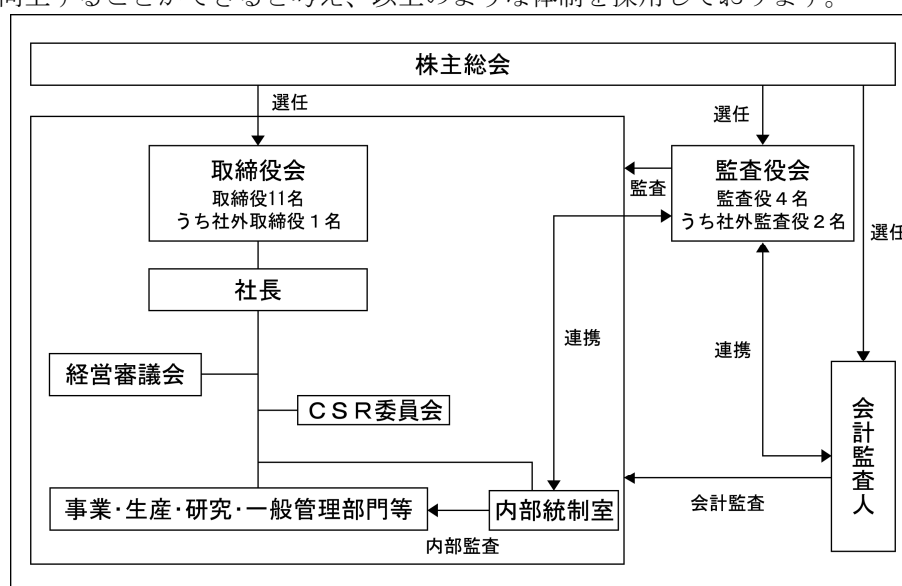 向上することができると考え、以上のような体制を採用しております。
株主総会
選任
選任
取締役会
取締役11名
うち社外取締役１名
監査役会
監査役４名
うち社外監査役２名
監査
選任
社長
連携
連携
経営審議会
ＣＳＲ委員会
会計監査人
事業・生産・研究・一般管理部門等
内部統制室
会計監査
内部監査